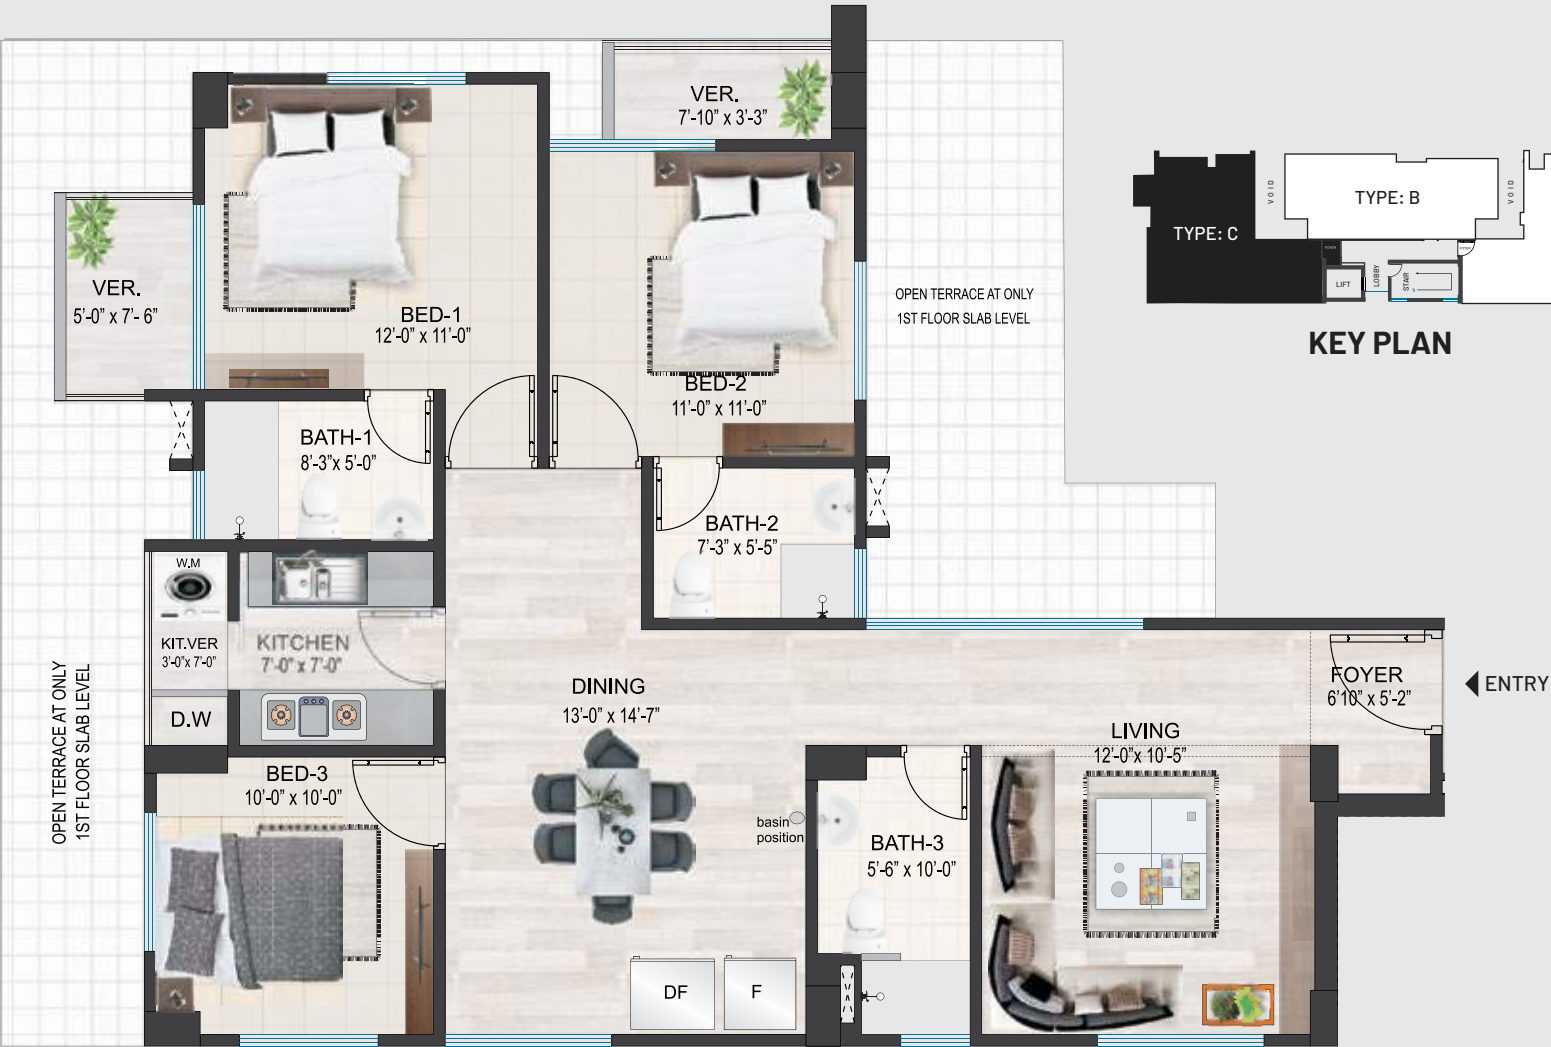 VER.
7'-10" x 3'-3"
VER.
5'-0" x 7'- 6"
BED-1
12'-0" x 11'-0"
BED-2
11'-0" x 11'-0"
OPEN TERRACE AT ONLY
1ST FLOOR SLAB LEVEL
BATH-1
8'-3"x 5'-0"
BATH-2
7'-3" x 5'-5"
W.M
KIT.VER
3'-0"x 7'-0"
KITCHEN
7'-0" x 7'-0"
D.W
OPEN TERRACE AT ONLY
1ST FLOOR SLAB LEVEL
DINING
13'-0" x 14'-7"
FOYER
6'10" x 5'-2"
ENTRY
LIVING
12'-0"x 10'-5"
BED-3
10'-0" x 10'-0"
basin
position
BATH-3
5'-6" x 10'-0"
DF
F
VOID
TYPE: B
VOID
TYPE: C
FOYER
FOYER
LIFT
LOBBY
STAIR
KEY PLAN